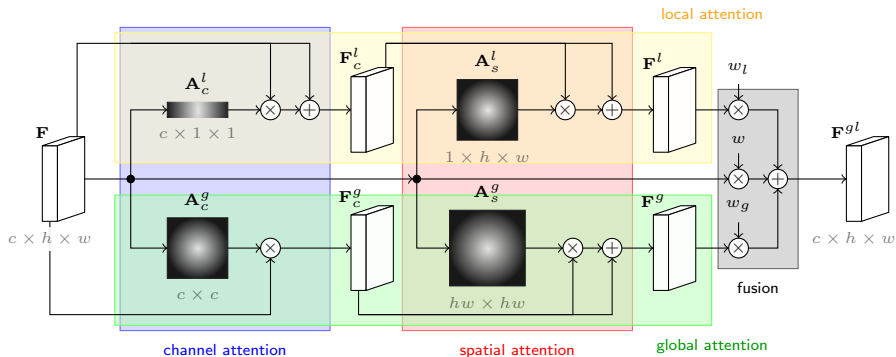 local attention
F_c^l
A_s^l
F^l
w_l
A_c^l
c × 1 × 1
1 × h × w
F
w
F^{gl}
A_c^g
F_c^g
A_s^g
F^g
w_g
c × h × w
c × h × w
c × c
hw × hw
fusion
channel attention
spatial attention
global attention